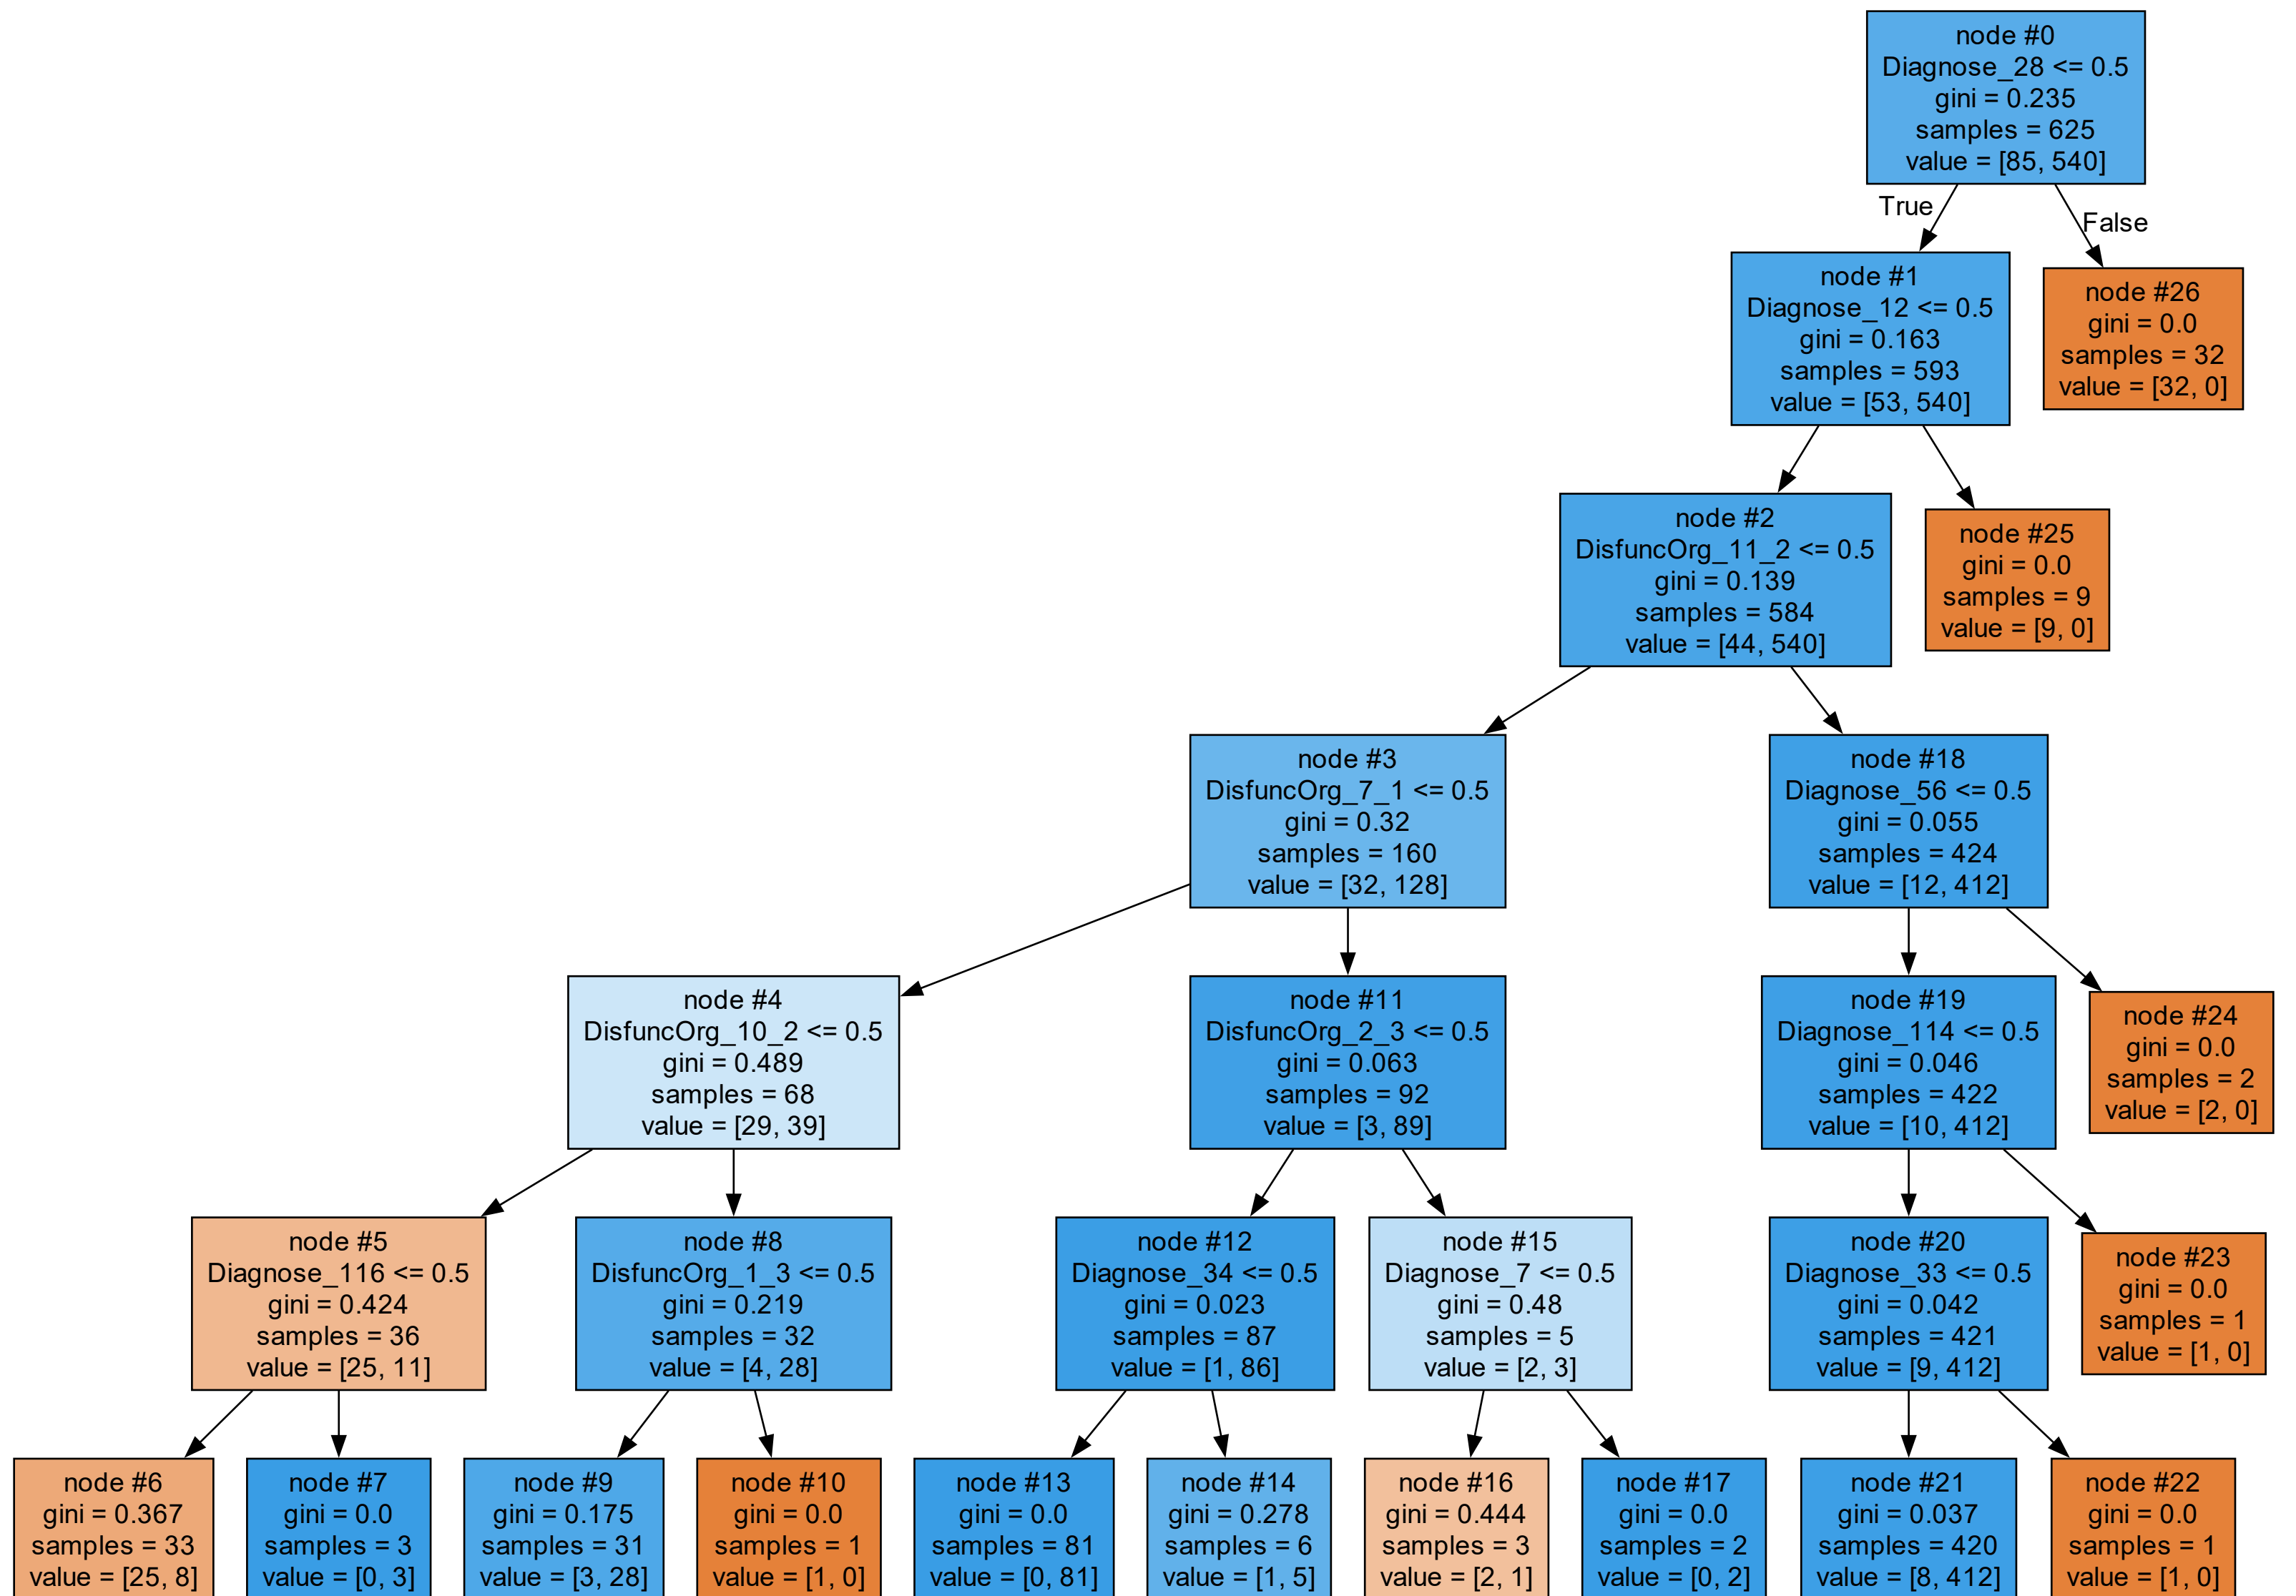 node #0
Diagnose_28 <= 0.5
gini = 0.235
samples = 625
value = [85, 540]
True
False
node #1
Diagnose_12 <= 0.5
gini = 0.163
samples = 593
value = [53, 540]
node #26
gini = 0.0
samples = 32
value = [32, 0]
node #2
DisfuncOrg_11_2 <= 0.5
gini = 0.139
samples = 584
value = [44, 540]
node #25
gini = 0.0
samples = 9
value = [9, 0]
node #3
DisfuncOrg_7_1 <= 0.5
gini = 0.32
samples = 160
value = [32, 128]
node #18
Diagnose_56 <= 0.5
gini = 0.055
samples = 424
value = [12, 412]
node #4
DisfuncOrg_10_2 <= 0.5
gini = 0.489
samples = 68
value = [29, 39]
node #11
DisfuncOrg_2_3 <= 0.5
gini = 0.063
samples = 92
value = [3, 89]
node #19
Diagnose_114 <= 0.5
gini = 0.046
samples = 422
value = [10, 412]
node #24
gini = 0.0
samples = 2
value = [2, 0]
node #5
Diagnose_116 <= 0.5
gini = 0.424
samples = 36
value = [25, 11]
node #8
DisfuncOrg_1_3 <= 0.5
gini = 0.219
samples = 32
value = [4, 28]
node #12
Diagnose_34 <= 0.5
gini = 0.023
samples = 87
value = [1, 86]
node #15
Diagnose_7 <= 0.5
gini = 0.48
samples = 5
value = [2, 3]
node #20
Diagnose_33 <= 0.5
gini = 0.042
samples = 421
value = [9, 412]
node #23
gini = 0.0
samples = 1
value = [1, 0]
node #6
gini = 0.367
samples = 33
value = [25, 8]
node #7
gini = 0.0
samples = 3
value = [0, 3]
node #9
gini = 0.175
samples = 31
value = [3, 28]
node #10
gini = 0.0
samples = 1
value = [1, 0]
node #13
gini = 0.0
samples = 81
value = [0, 81]
node #14
gini = 0.278
samples = 6
value = [1, 5]
node #16
gini = 0.444
samples = 3
value = [2, 1]
node #17
gini = 0.0
samples = 2
value = [0, 2]
node #21
gini = 0.037
samples = 420
value = [8, 412]
node #22
gini = 0.0
samples = 1
value = [1, 0]